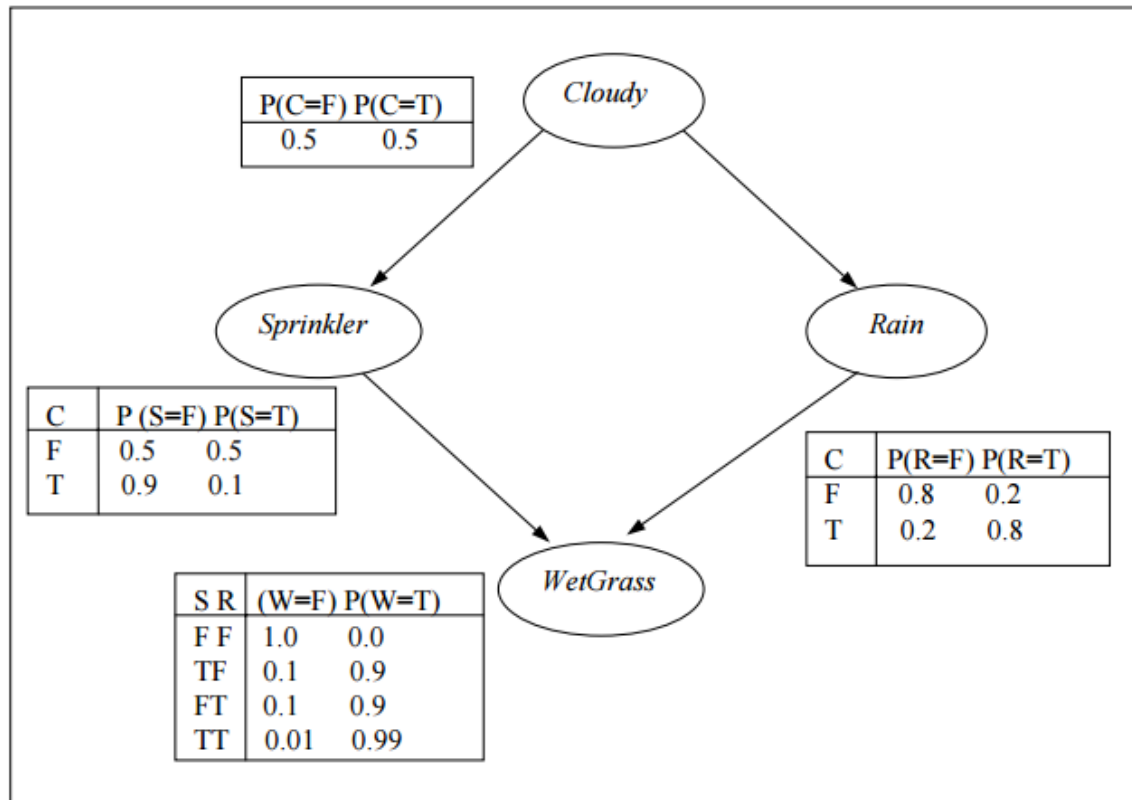 Cloudy
P(C=F) P(C=T)
0.5 0.5
Sprinkler
Rain
C P (S=F) P(S=T)
F 0.5 0.5
T 0.9 0.1
C P(R=F) P(R=T)
F 0.8 0.2
T 0.2 0.8
WetGrass
S R (W=F) P(W=T)
F F 1.0 0.0
TF 0.1 0.9
FT 0.1 0.9
TT 0.01 0.99